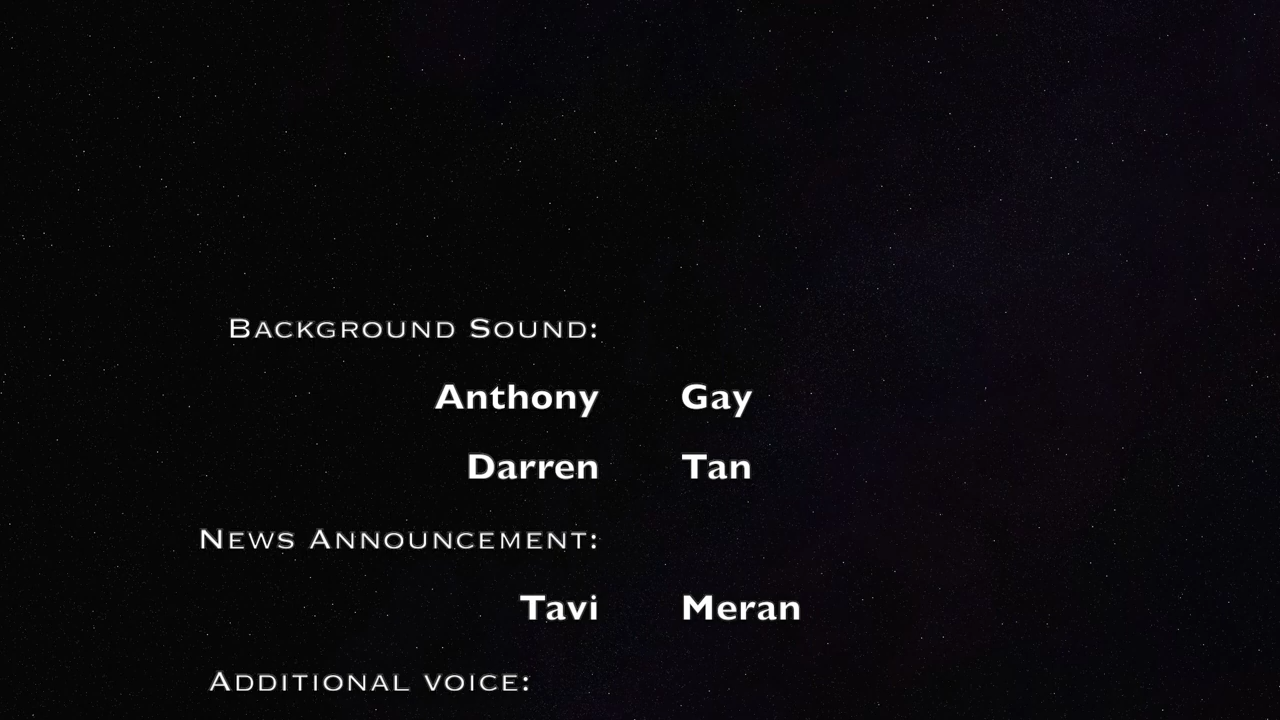 Background Sound:
Anthony Gay
Darren Tan
News Announcement:
Tavi Meran
Additional voice: